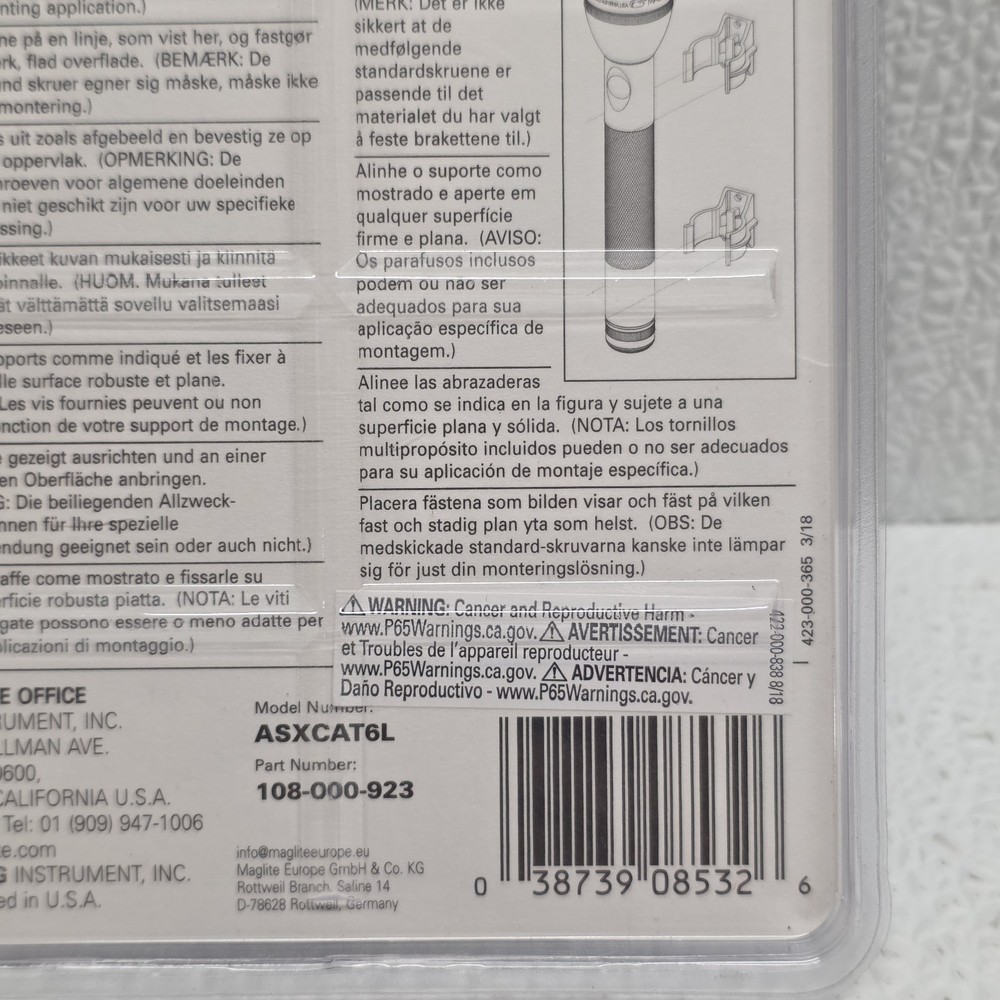 nting application.)
ne på en linje, som vist her, og fastgør
rk, flad overflade. (BEMÆRK: De
nd skruer egner sig måske, måske ikke
montering.)
s uit zoals afgebeeld en bevestig ze op
oppervlak. (OPMERKING: De
hroeven voor algemene doeleinden
niet geschikt zijn voor uw specifieke
ssing.)
ikkeet kuvan mukaisesti ja kiinnitä
pinnalle. (HUOM. Mukana tulleet
ät välttämättä sovellu valitsemaasi
eseen.)
pports comme indiqué et les fixer à
lle surface robuste et plane.
Les vis fournies peuvent ou non
onction de votre support de montage.)
e gezeigt ausrichten und an einer
en Oberfläche anbringen.
G: Die beiliegenden Allzweck-
nnen für Ihre spezielle
endung geeignet sein oder auch nicht.)
affe come mostrato e fissarle su
rficie robusta piatta. (NOTA: Le viti
gate possono essere o meno adatte per
plicazioni di montaggio.)
(MERK: Det er ikke
sikkert at de
medfølgende
standardskruene er
passende til det
materialet du har valgt
å feste brakettene til.)
Alinhe o suporte como
mostrado e aperte em
qualquer superfície
firme e plana. (AVISO:
Os parafusos inclusos
podem ou não ser
adequados para sua
aplicação específica de
montagem.)
Alinee las abrazaderas
tal como se indica en la figura y sujete a una
superficie plana y sólida. (NOTA: Los tornillos
multipropósito incluidos pueden o no ser adecuados
para su aplicación de montaje específica.)
Placera fästena som bilden visar och fäst på vilken
fast och stadig plan yta som helst. (OBS: De
medskickade standard-skruvarna kanske inte lämpar
sig för just din monteringslösning.)
423-000-365 3/18
⚠ WARNING: Cancer and Reproductive Harm -
www.P65Warnings.ca.gov. ⚠ AVERTISSEMENT: Cancer
et Troubles de l'appareil reproducteur -
www.P65Warnings.ca.gov. ⚠ ADVERTENCIA: Cáncer y
Daño Reproductivo - www.P65Warnings.ca.gov.
422-000-838 8/18
E OFFICE
RUMENT, INC.
LLMAN AVE.
0600,
CALIFORNIA U.S.A.
Tel: 01 (909) 947-1006
te.com
G INSTRUMENT, INC.
ed in U.S.A.
Model Number:
ASXCAT6L
Part Number:
108-000-923
info@magliteeurope.eu
Maglite Europe GmbH & Co. KG
Rottweil Branch. Saline 14
D-78628 Rottweil, Germany
0 38739 08532 6